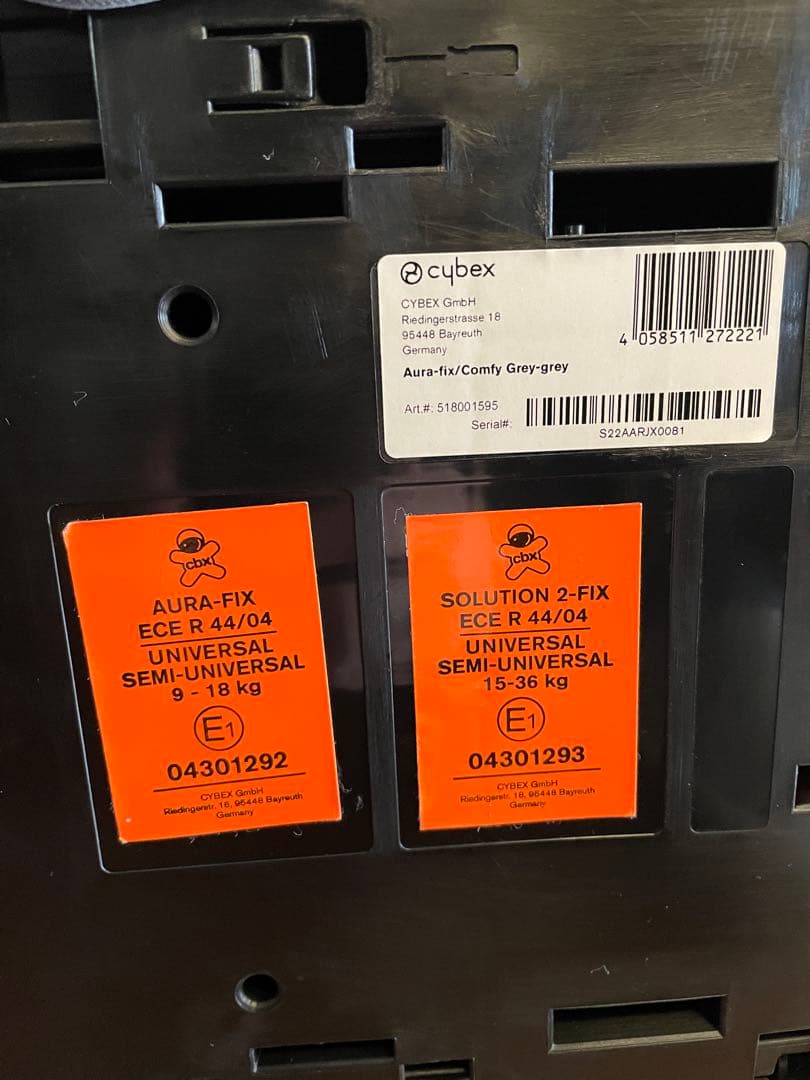 cybex
CYBEX GmbH
Riedingerstrasse 18
95448 Bayreuth
Germany
Aura-fix/Comfy Grey-grey
4 058511 272221
Art.#: 518001595
Serial#:
S22AARJX0081
cbx
AURA-FIX
ECE R 44/04
UNIVERSAL
SEMI-UNIVERSAL
9 - 18 kg
E1
04301292
CYBEX GmbH
Riedingerstr. 18, 95448 Bayreuth
Germany
cbx
SOLUTION 2-FIX
ECE R 44/04
UNIVERSAL
SEMI-UNIVERSAL
15-36 kg
E1
04301293
CYBEX GmbH
Riedingerstr. 18, 95448 Bayreuth
Germany